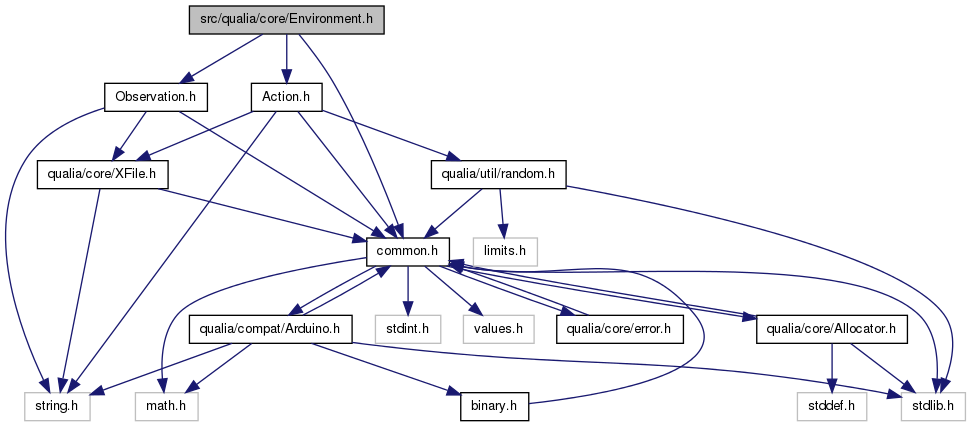 src/qualia/core/Environment.h
Observation.h
Action.h
qualia/core/XFile.h
qualia/util/random.h
common.h
limits.h
qualia/compat/Arduino.h
stdint.h
values.h
qualia/core/error.h
qualia/core/Allocator.h
string.h
math.h
binary.h
stddef.h
stdlib.h